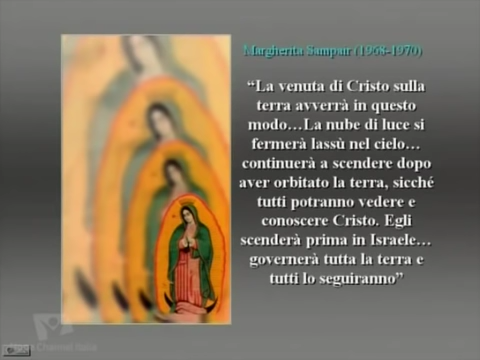 Margherita Sampair (1968-1970)
“La venuta di Cristo sulla
terra avverrà in questo
modo…La nube di luce si
fermerà lassù nel cielo…
continuerà a scendere dopo
aver orbitato la terra, sicché
tutti potranno vedere e
conoscere Cristo. Egli
scenderà prima in Israele…
governerà tutta la terra e
tutti lo seguiranno”